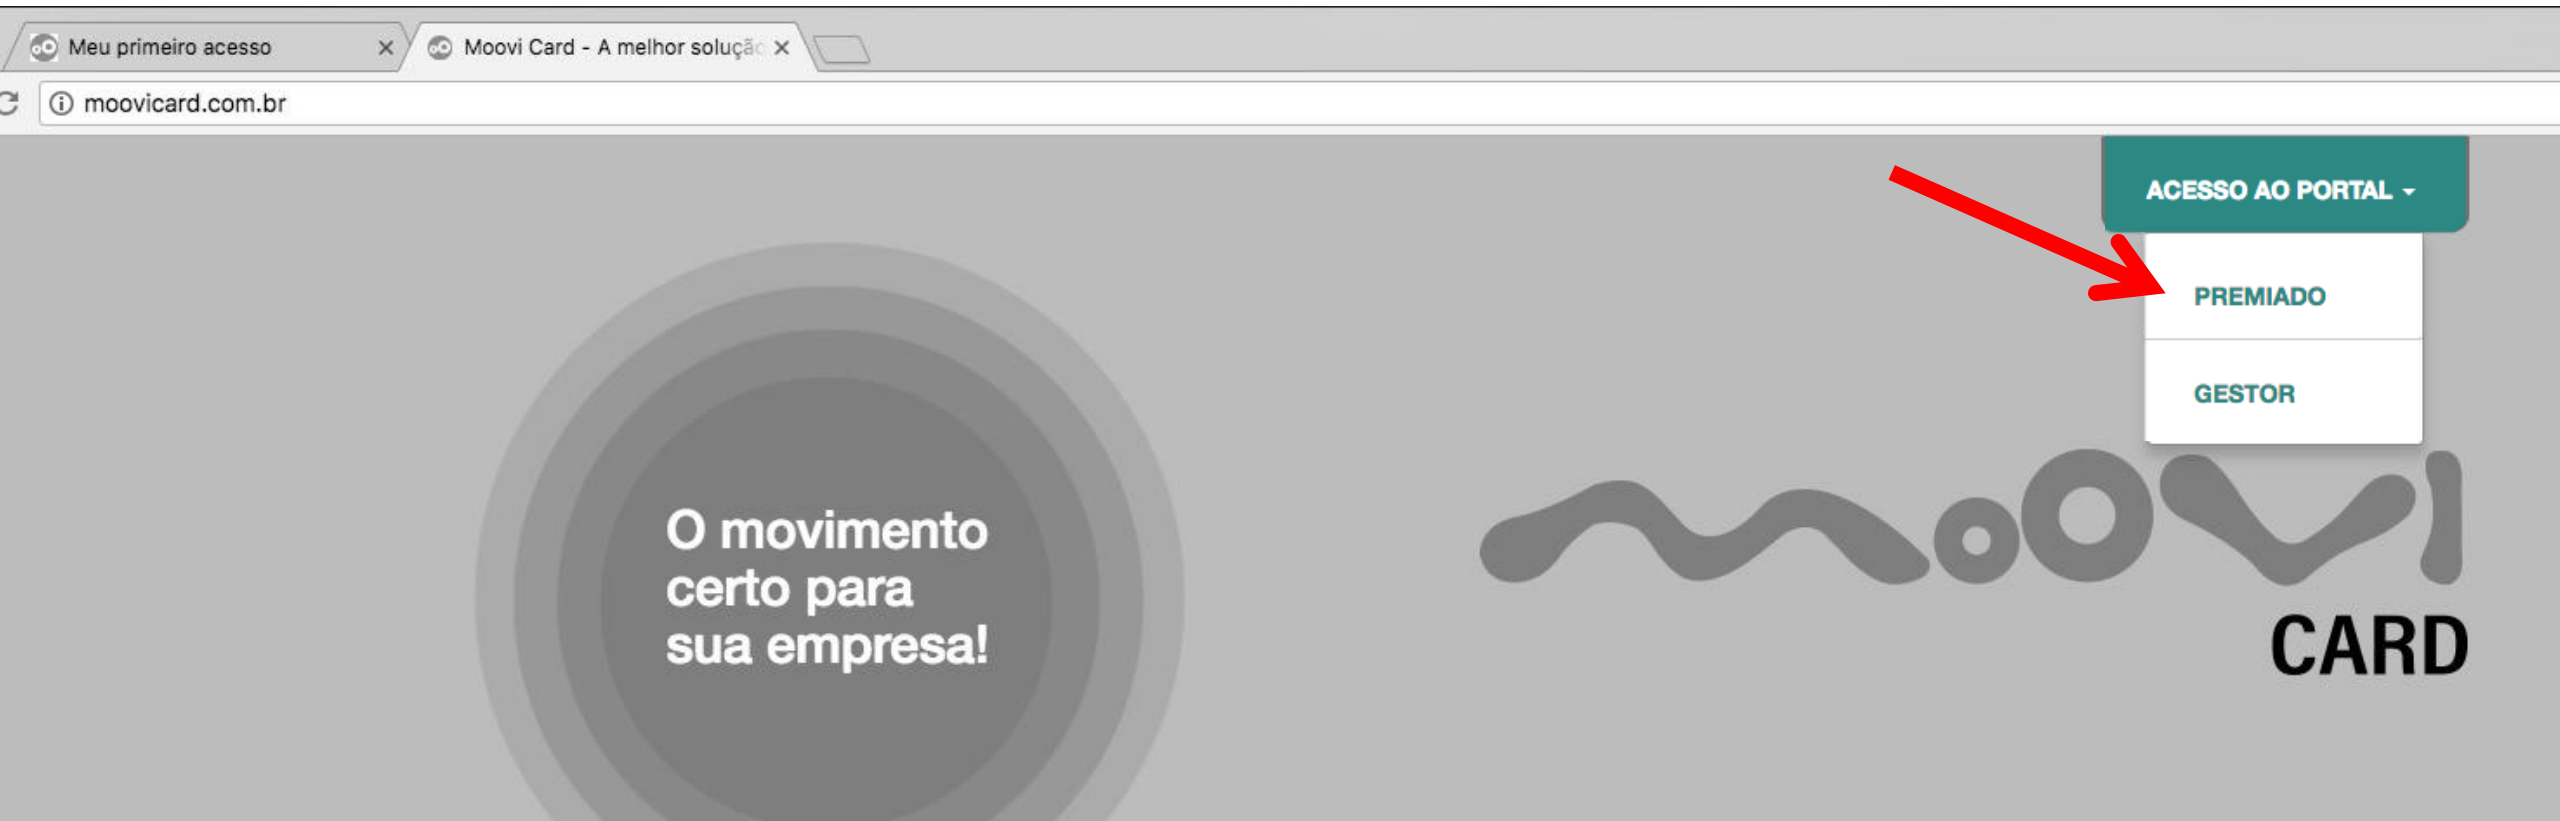 Meu primeiro acesso
Moovi Card - A melhor solução
moovicard.com.br
ACESSO AO PORTAL
PREMIADO
GESTOR
O movimento
certo para
sua empresa!
moovi
CARD